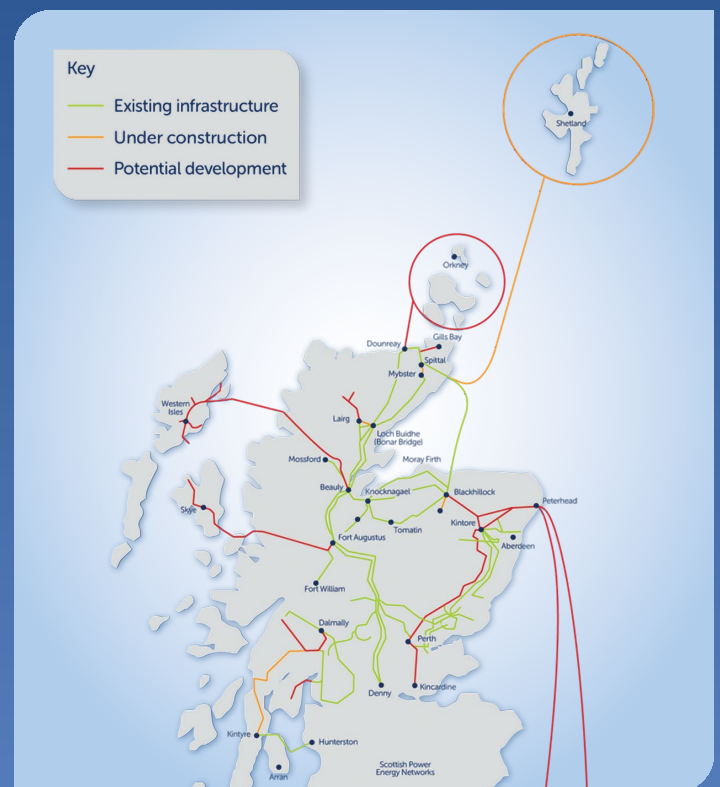 Key
Existing infrastructure
Under construction
Potential development
Shetland
Orkney
Gills Bay
Dounreay
Spittal
Mybster
Western
Isles
Lairg
Loch Buidhe
(Bonar Bridge)
Mossford
Moray Firth
Beauly
Knocknagael
Blackhillock
Peterhead
Skye
Kintore
Tomatin
Fort Augustus
Aberdeen
Fort William
Dalmally
Perth
Denny
Kincardine
Kintyre
Hunterston
Arran
Scottish Power
Energy Networks